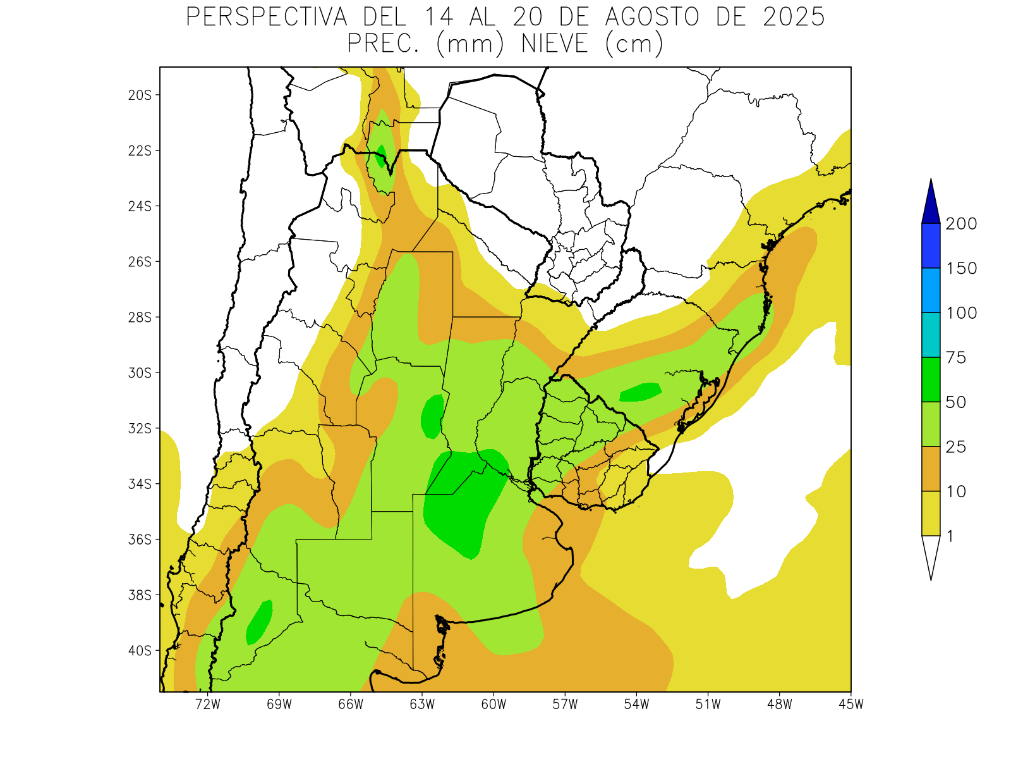 PERSPECTIVA DEL 14 AL 20 DE AGOSTO DE 2025
PREC. (mm) NIEVE (cm)
20S
22S
24S
26S
28S
30S
32S
34S
36S
38S
40S
72W 69W 66W 63W 60W 57W 54W 51W 48W 45W
200
150
100
75
50
25
10
1